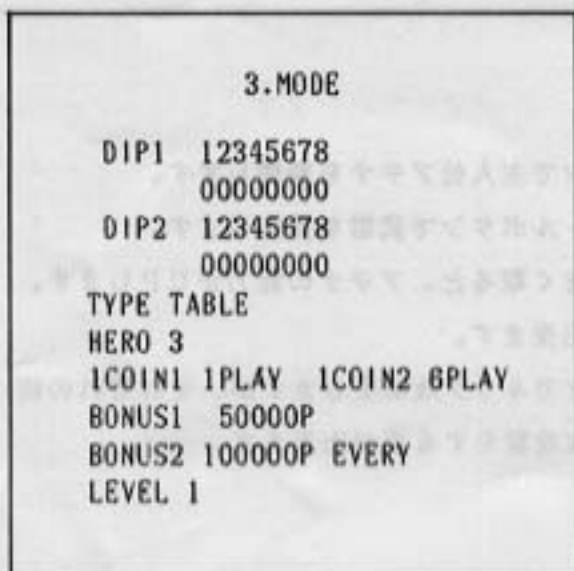 3.MODE
DIP1 12345678
00000000
DIP2 12345678
00000000
TYPE TABLE
HERO 3
1COIN1 1PLAY 1COIN2 6PLAY
BONUS1 50000P
BONUS2 100000P EVERY
LEVEL 1